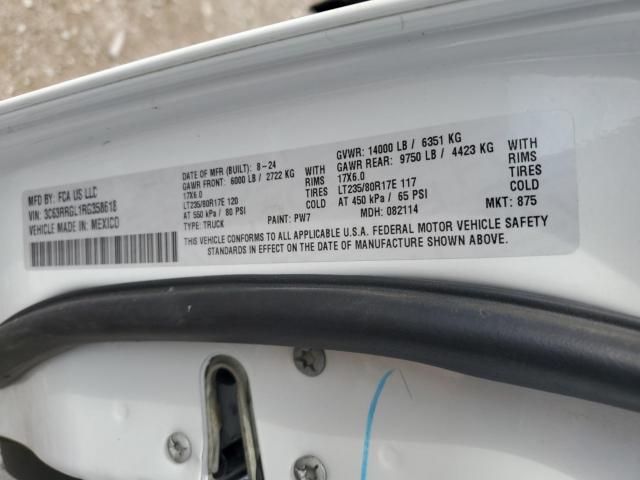 MFD BY: FCA US LLC
VIN: 3C63RRGL1RG358618
VEHICLE MADE IN: MEXICO
DATE OF MFR (BUILT): 8-24
GAWR FRONT: 6000 LB / 2722 KG WITH
17X6.0 TIRES
LT235/80R17E 120 RIMS
AT 550 kPa / 80 PSI COLD
TYPE: TRUCK PAINT: PW7
GVWR: 14000 LB / 6351 KG
GAWR REAR: 9750 LB / 4423 KG WITH
17X6.0 TIRES
LT235/80R17E 117 RIMS
AT 450 kPa / 65 PSI COLD
MDH: 082114 MKT: 875
THIS VEHICLE CONFORMS TO ALL APPLICABLE U.S.A. FEDERAL MOTOR VEHICLE SAFETY
STANDARDS IN EFFECT ON THE DATE OF MANUFACTURE SHOWN ABOVE.